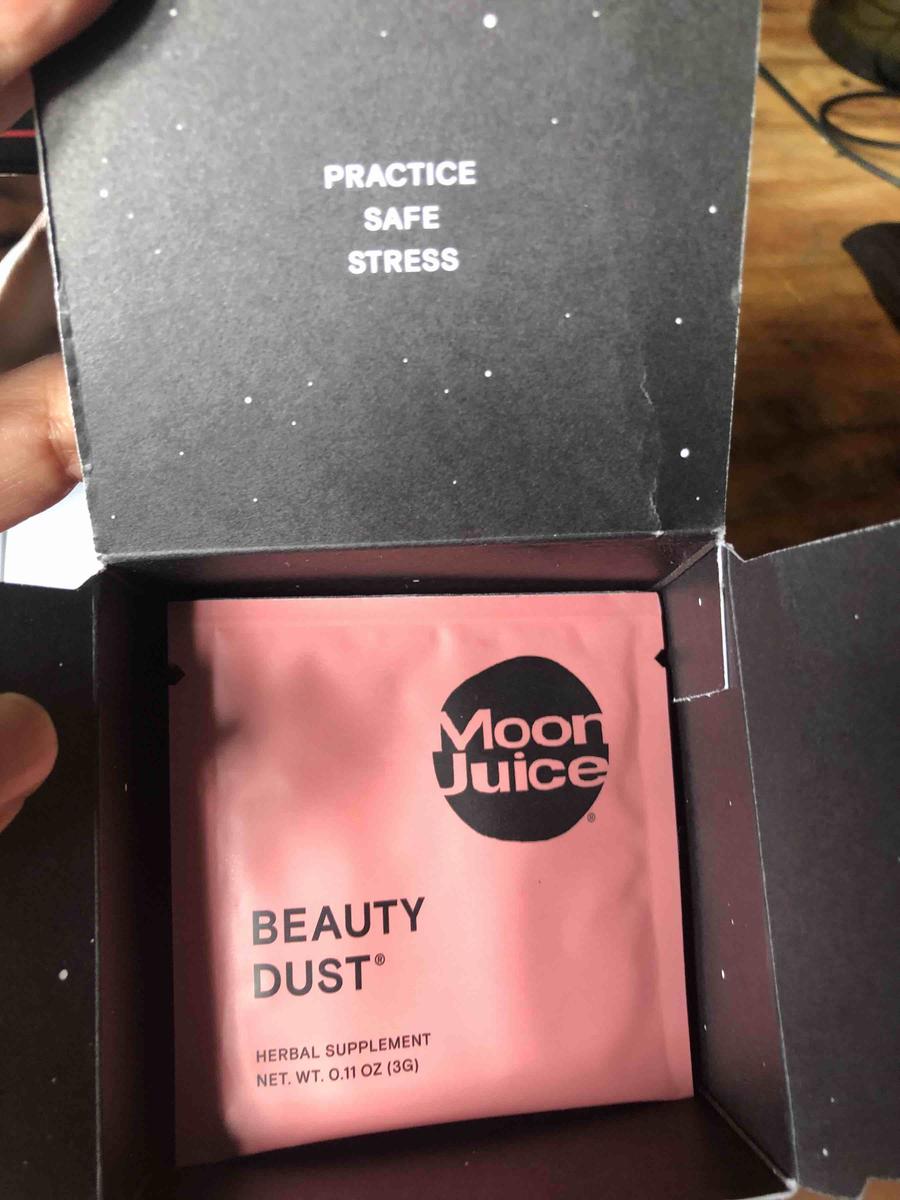 PRACTICE
SAFE
STRESS
Moon
Juice®
BEAUTY
DUST®
HERBAL SUPPLEMENT
NET. WT. 0.11 OZ (3G)